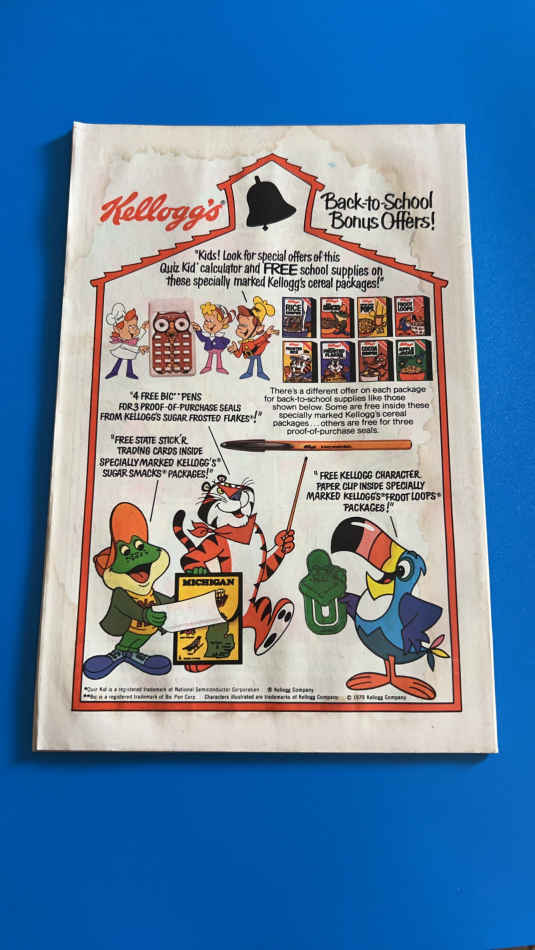 Kellogg's®
Back-to-School
Bonus Offers!
"Kids! Look for special offers of this
Quiz Kid* calculator and FREE school supplies on
these specially marked Kellogg's cereal packages!"
RICE
POPS
FROOT
LOOPS
COCOA
There's a different offer on each package
for back-to-school supplies like those
shown below. Some are free inside these
specially marked Kellogg's cereal
packages...others are free for three
proof-of-purchase seals.
"4 FREE BIC** PENS
FOR 3 PROOF-OF-PURCHASE SEALS
FROM KELLOGG'S SUGAR FROSTED FLAKES®!"
"FREE STATE STICK'R
TRADING CARDS INSIDE
SPECIALLY MARKED KELLOGG'S®
SUGAR SMACKS® PACKAGES!"
"FREE KELLOGG CHARACTER
PAPER CLIP INSIDE SPECIALLY
MARKED KELLOGG'S® FROOT LOOPS®
PACKAGES!"
MICHIGAN
*Quiz Kid is a registered trademark of National Semiconductor Corporation ® Kellogg Company
**Bic is a registered trademark of Bic Pen Corp. Characters illustrated are trademarks of Kellogg Company. © 1979 Kellogg Company